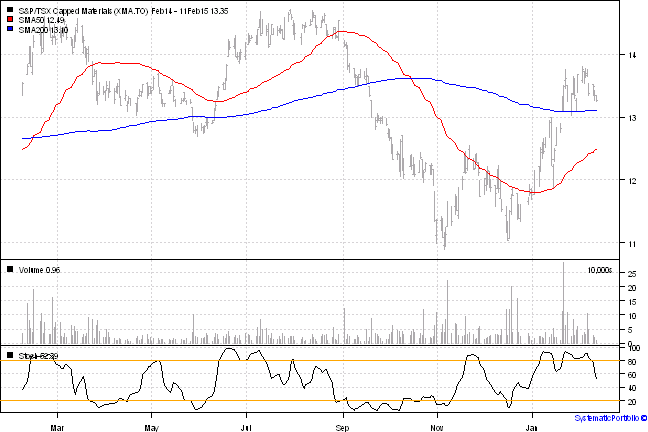 S&P/TSX Capped Materials (XMA.TO) Feb14 - 11Feb15 13.35
SMA50 12.49
SMA200 13.10
14
13
12
11
Volume 0.96
10,000s
25
20
15
10
5
0
100
80
60
40
20
Mar May Jul Sep Nov Jan
SystematicPortfolio ©